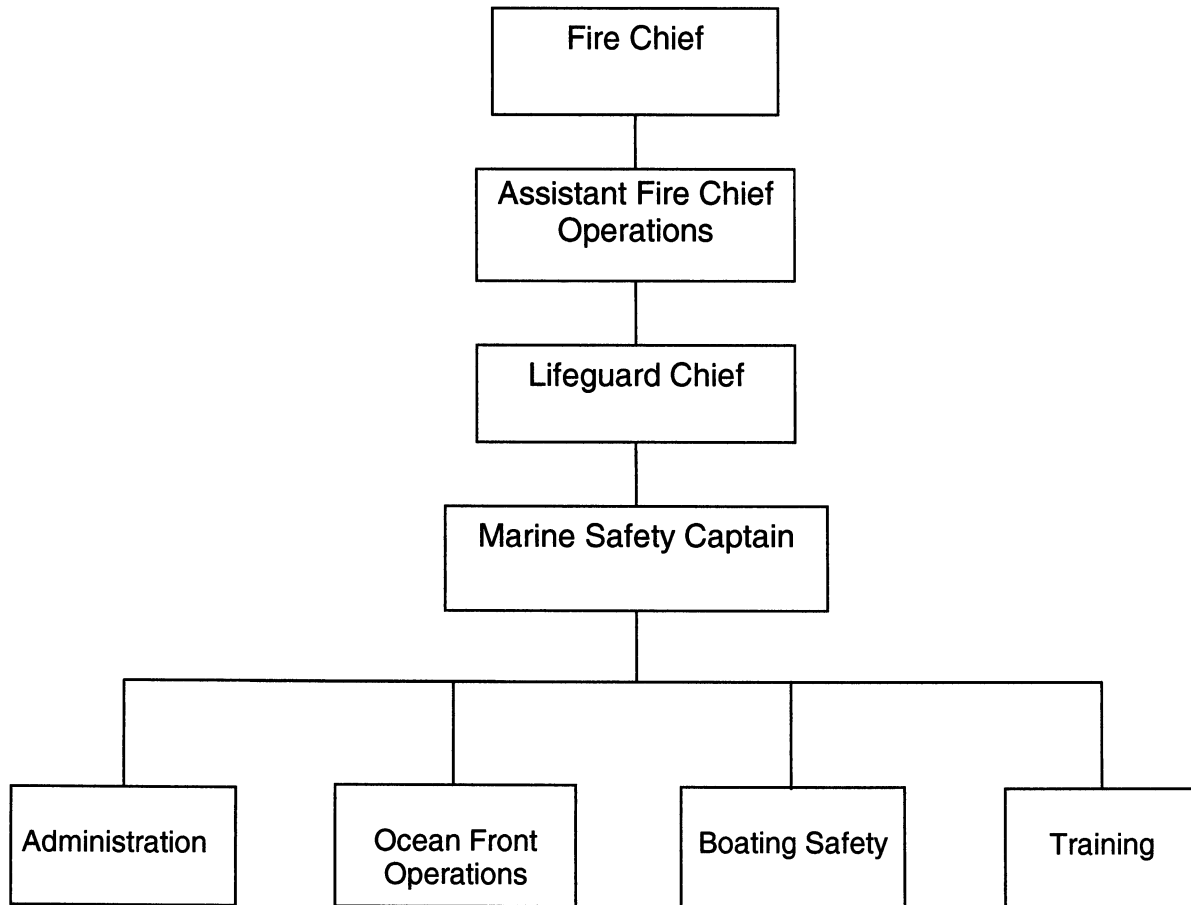 Fire Chief
Assistant Fire Chief
Operations
Lifeguard Chief
Marine Safety Captain
Administration
Ocean Front
Operations
Boating Safety
Training